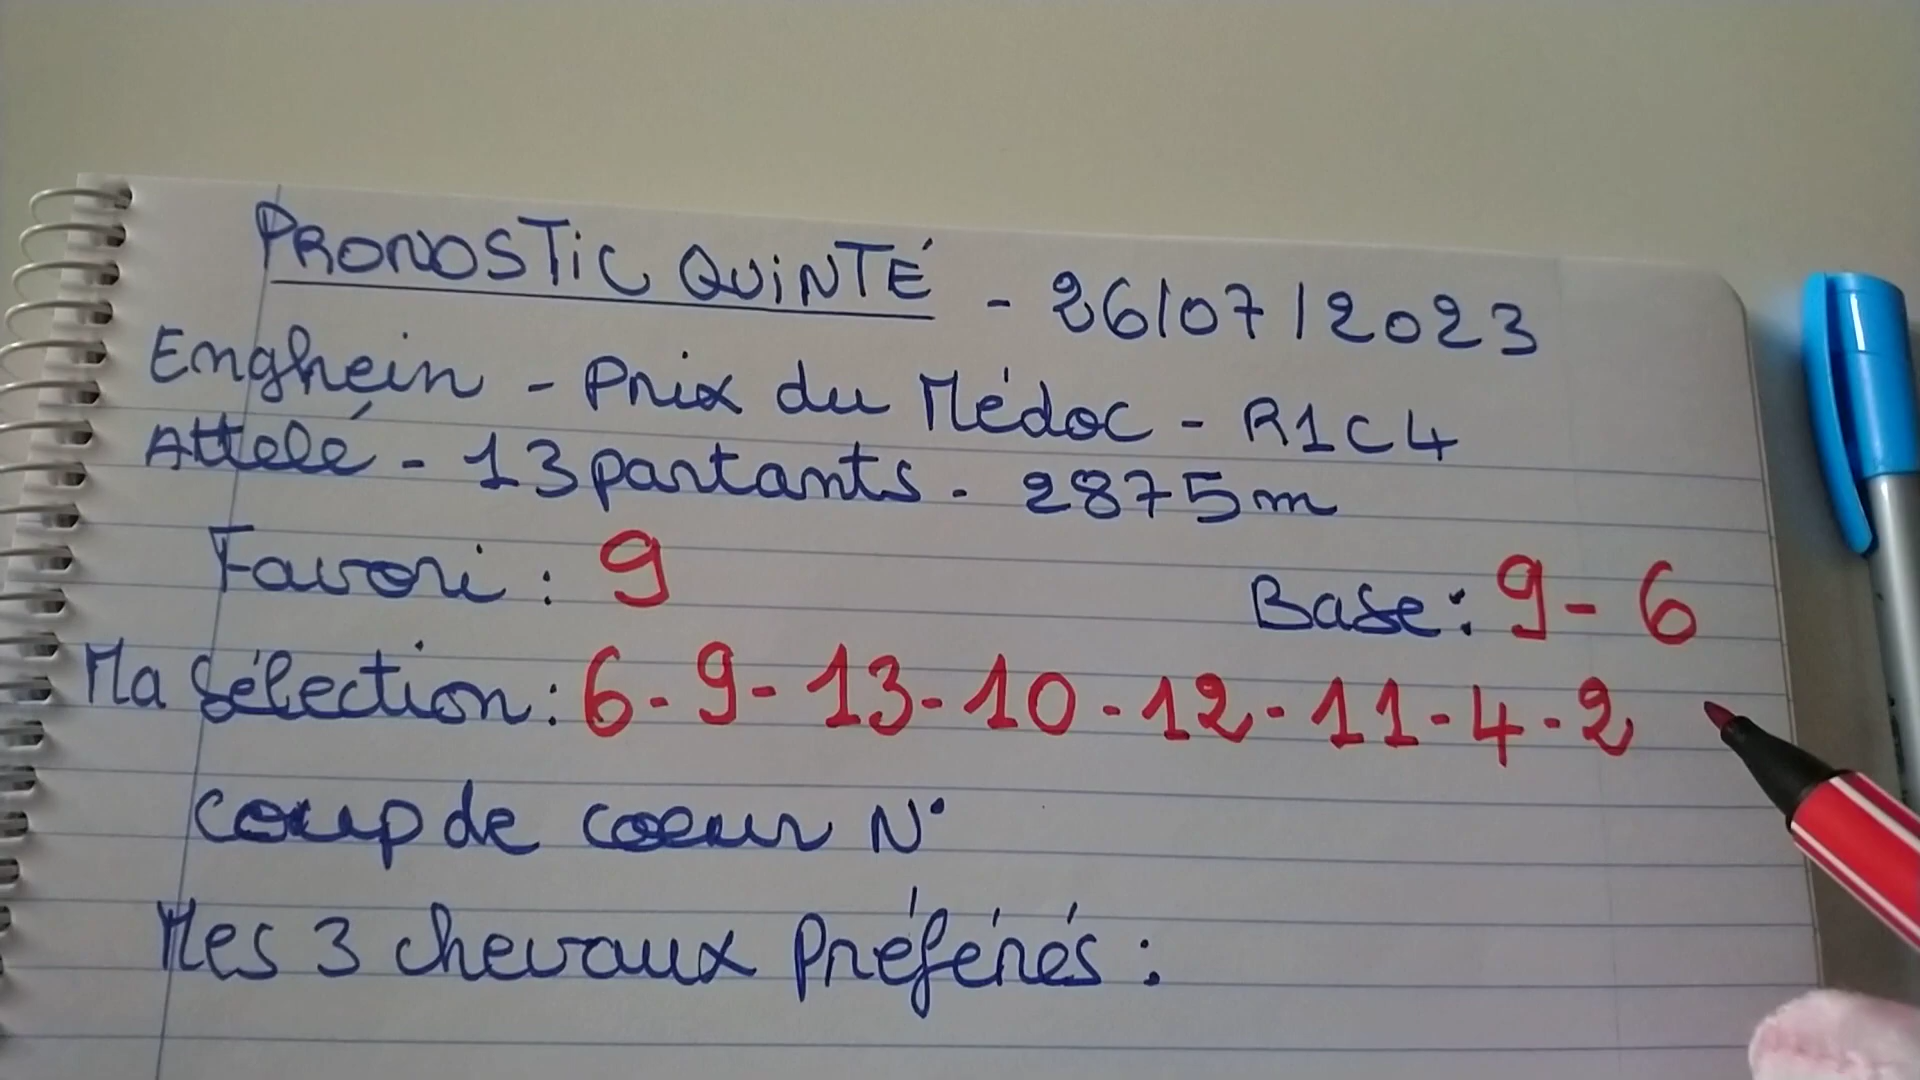 PRONOSTIC QUINTÉ - 26/07/2023
Enghein - Prix du Médoc - R1C4
Attelé - 13 partants - 2875m
Favori : 9 Base : 9 - 6
Ma Sélection : 6 - 9 - 13 - 10 - 12 - 11 - 4 - 2
coup de coeur N°
Mes 3 chevaux Préférés :